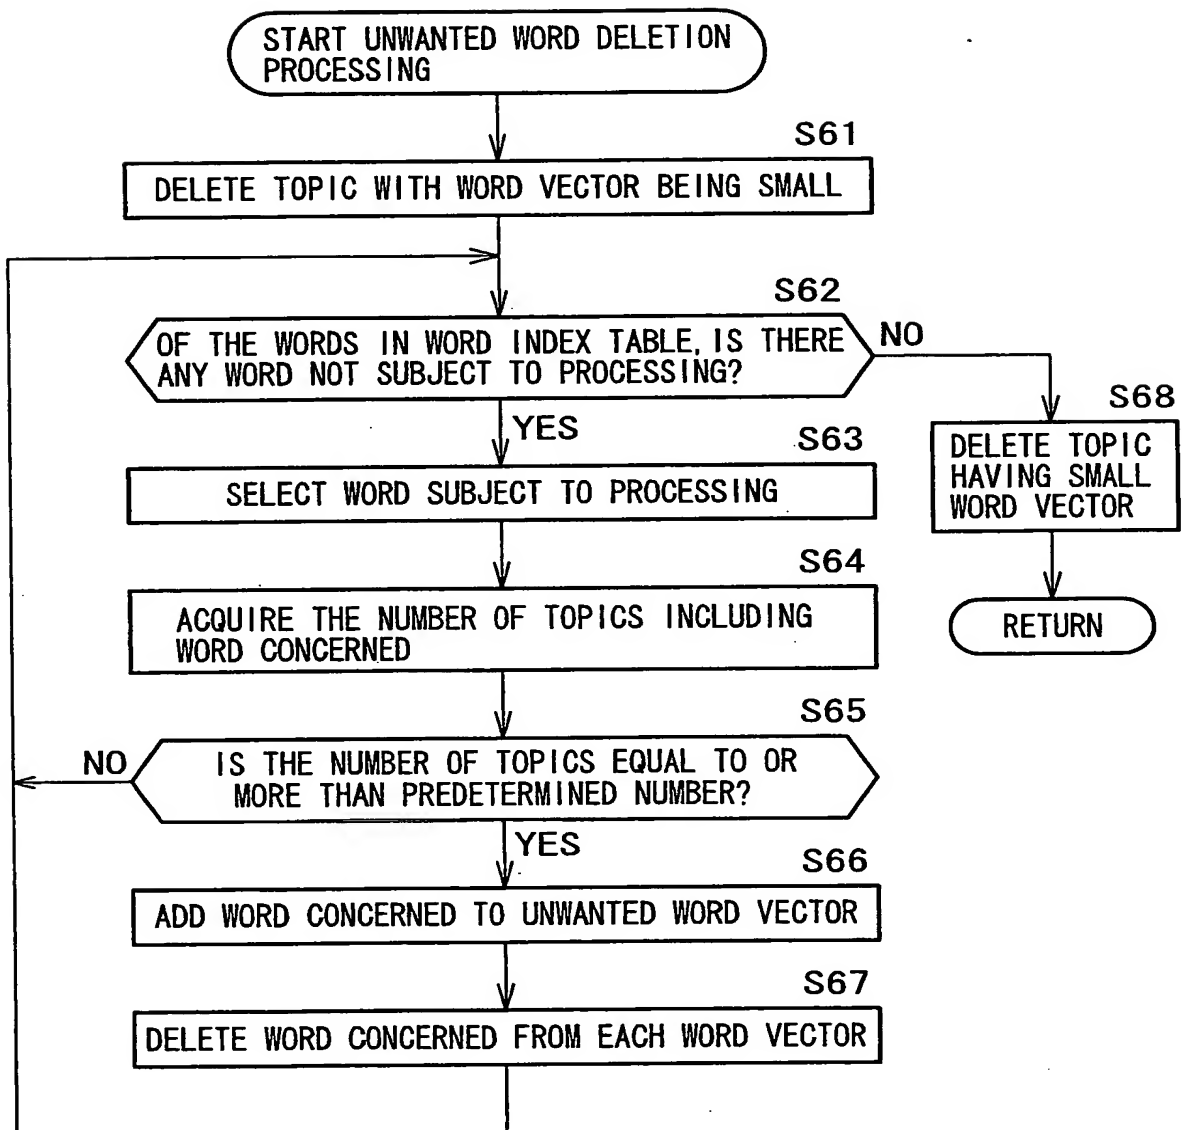 START UNWANTED WORD DELETION
PROCESSING
S61
DELETE TOPIC WITH WORD VECTOR BEING SMALL
S62
OF THE WORDS IN WORD INDEX TABLE, IS THERE
ANY WORD NOT SUBJECT TO PROCESSING?
NO
YES
S63
SELECT WORD SUBJECT TO PROCESSING
S68
DELETE TOPIC
HAVING SMALL
WORD VECTOR
S64
ACQUIRE THE NUMBER OF TOPICS INCLUDING
WORD CONCERNED
RETURN
S65
IS THE NUMBER OF TOPICS EQUAL TO OR
MORE THAN PREDETERMINED NUMBER?
NO
YES
S66
ADD WORD CONCERNED TO UNWANTED WORD VECTOR
S67
DELETE WORD CONCERNED FROM EACH WORD VECTOR